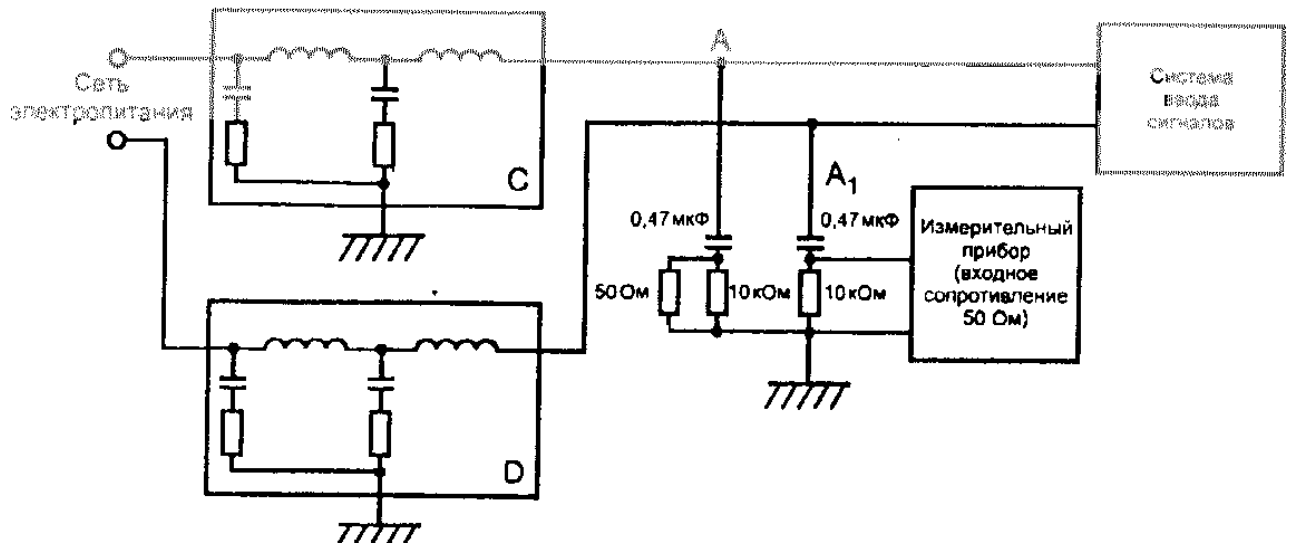 A
Сеть
электропитания
Система
ввода
сигналов
C
A₁
0,47 мкФ
0,47 мкФ
Измерительный
прибор
(входное
сопротивление
50 Ом)
50 Ом
10 кОм
10 кОм
D